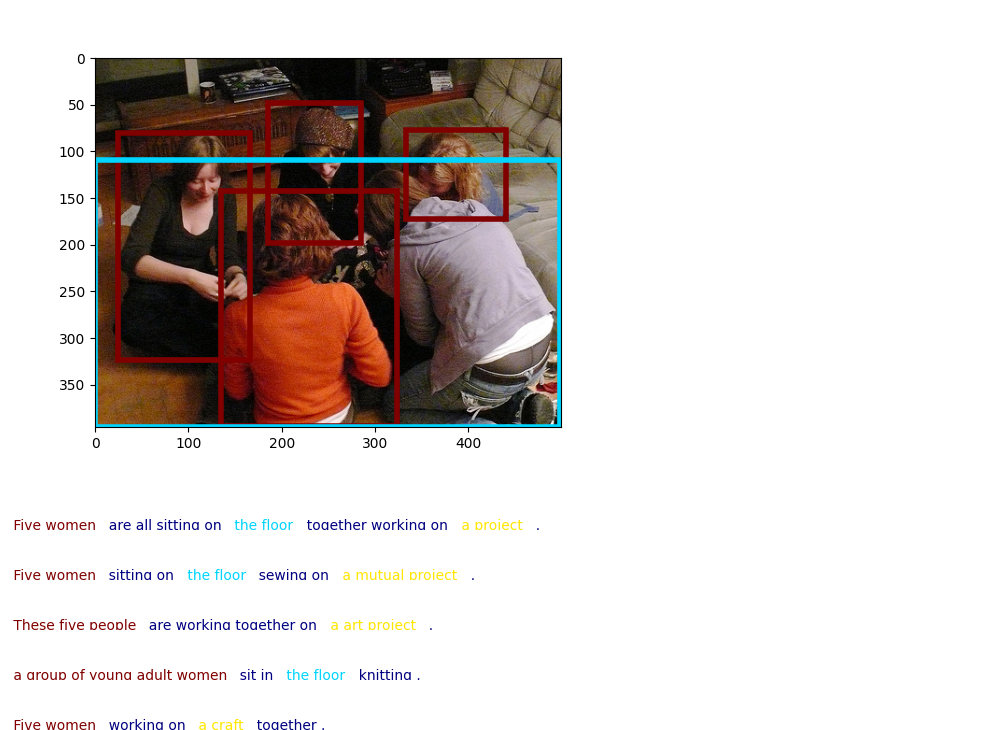 0
50
100
150
200
250
300
350
0 100 200 300 400
Five women are all sitting on the floor together working on a project .
Five women sitting on the floor sewing on a mutual project .
These five people are working together on a art project .
a group of young adult women sit in the floor knitting .
Five women working on a craft together .